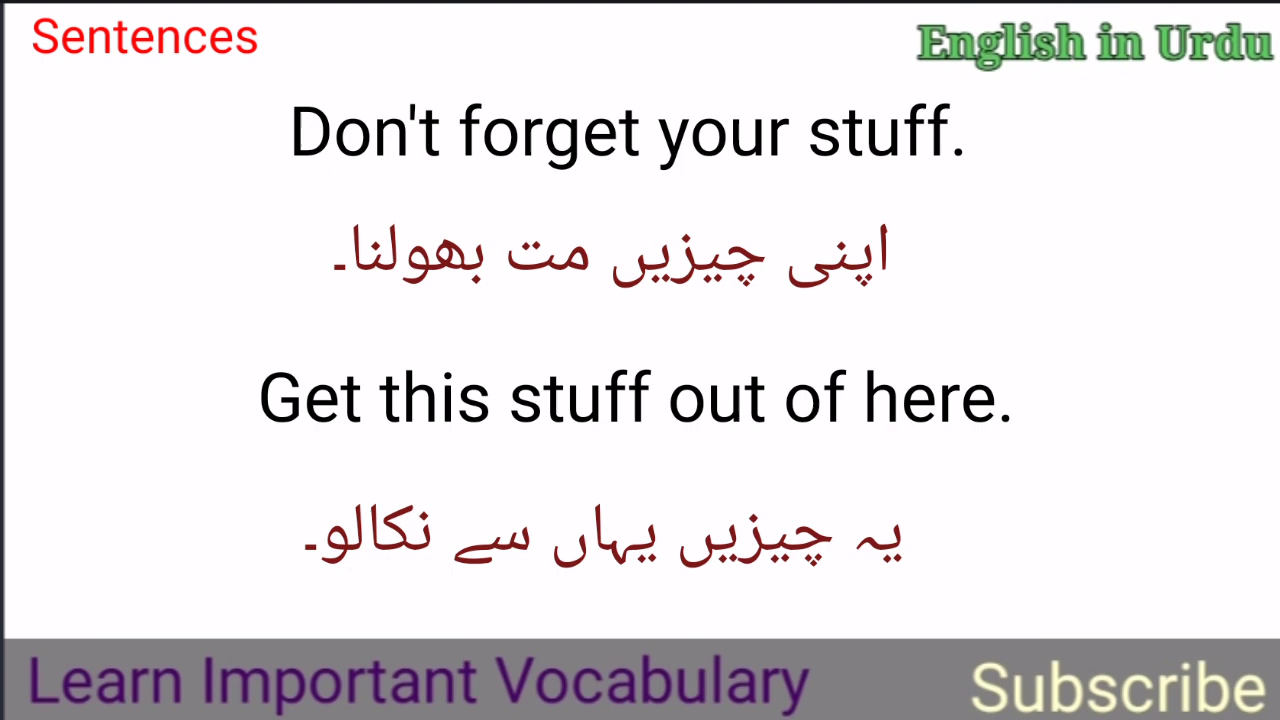 Sentences
English in Urdu
Don't forget your stuff.
اپنی چیزیں مت بھولنا۔
Get this stuff out of here.
یہ چیزیں یہاں سے نکالو۔
Learn Important Vocabulary
Subscribe